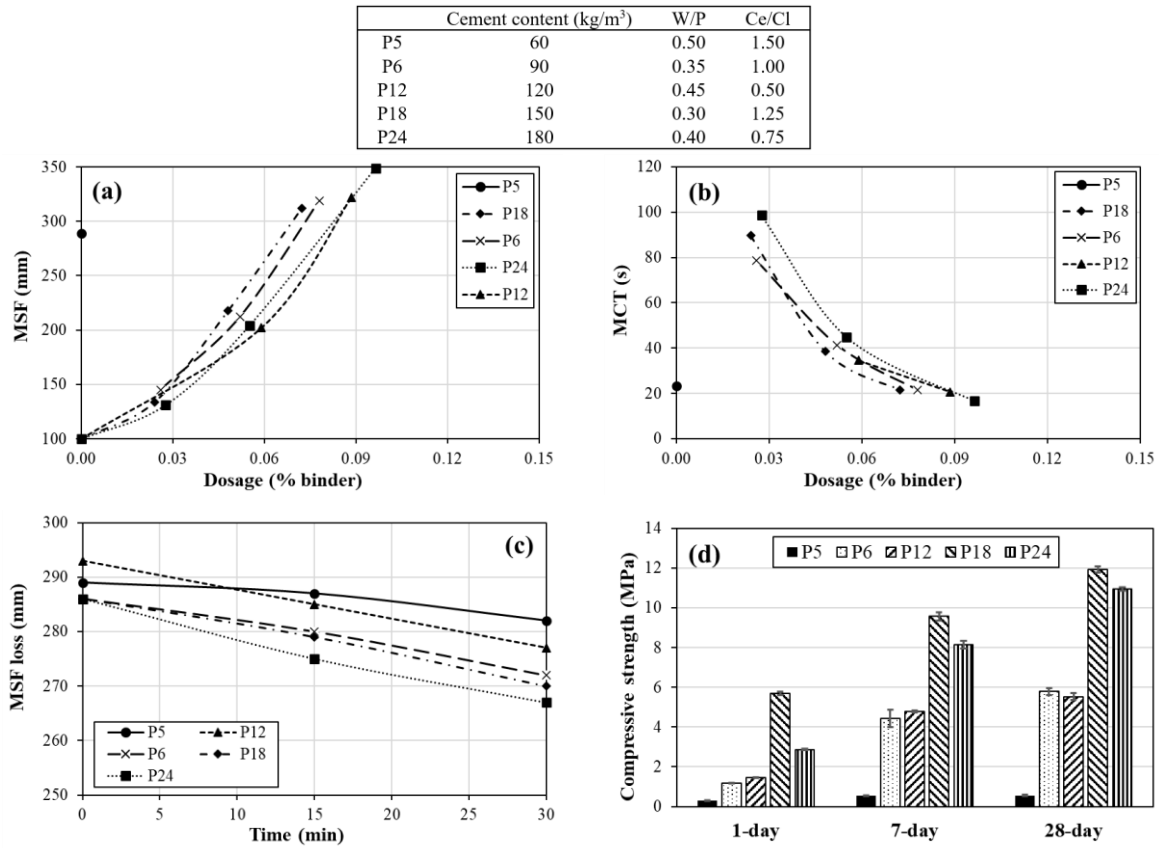 Cement content (kg/m³) W/P Ce/Cl
P5 60 0.50 1.50
P6 90 0.35 1.00
P12 120 0.45 0.50
P18 150 0.30 1.25
P24 180 0.40 0.75
(a)
MSF (mm)
350
300
250
200
150
100
0.00 0.03 0.06 0.09 0.12 0.15
Dosage (% binder)
P5
P18
P6
P24
P12
(b)
MCT (s)
120
100
80
60
40
20
0
0.00 0.03 0.06 0.09 0.12 0.15
Dosage (% binder)
P5
P18
P6
P12
P24
(c)
MSF loss (mm)
300
290
280
270
260
250
0 5 10 15 20 25 30
Time (min)
P5 P12
P6 P18
P24
(d)
Compressive strength (MPa)
14
12
10
8
6
4
2
0
P5 P6 P12 P18 P24
1-day 7-day 28-day